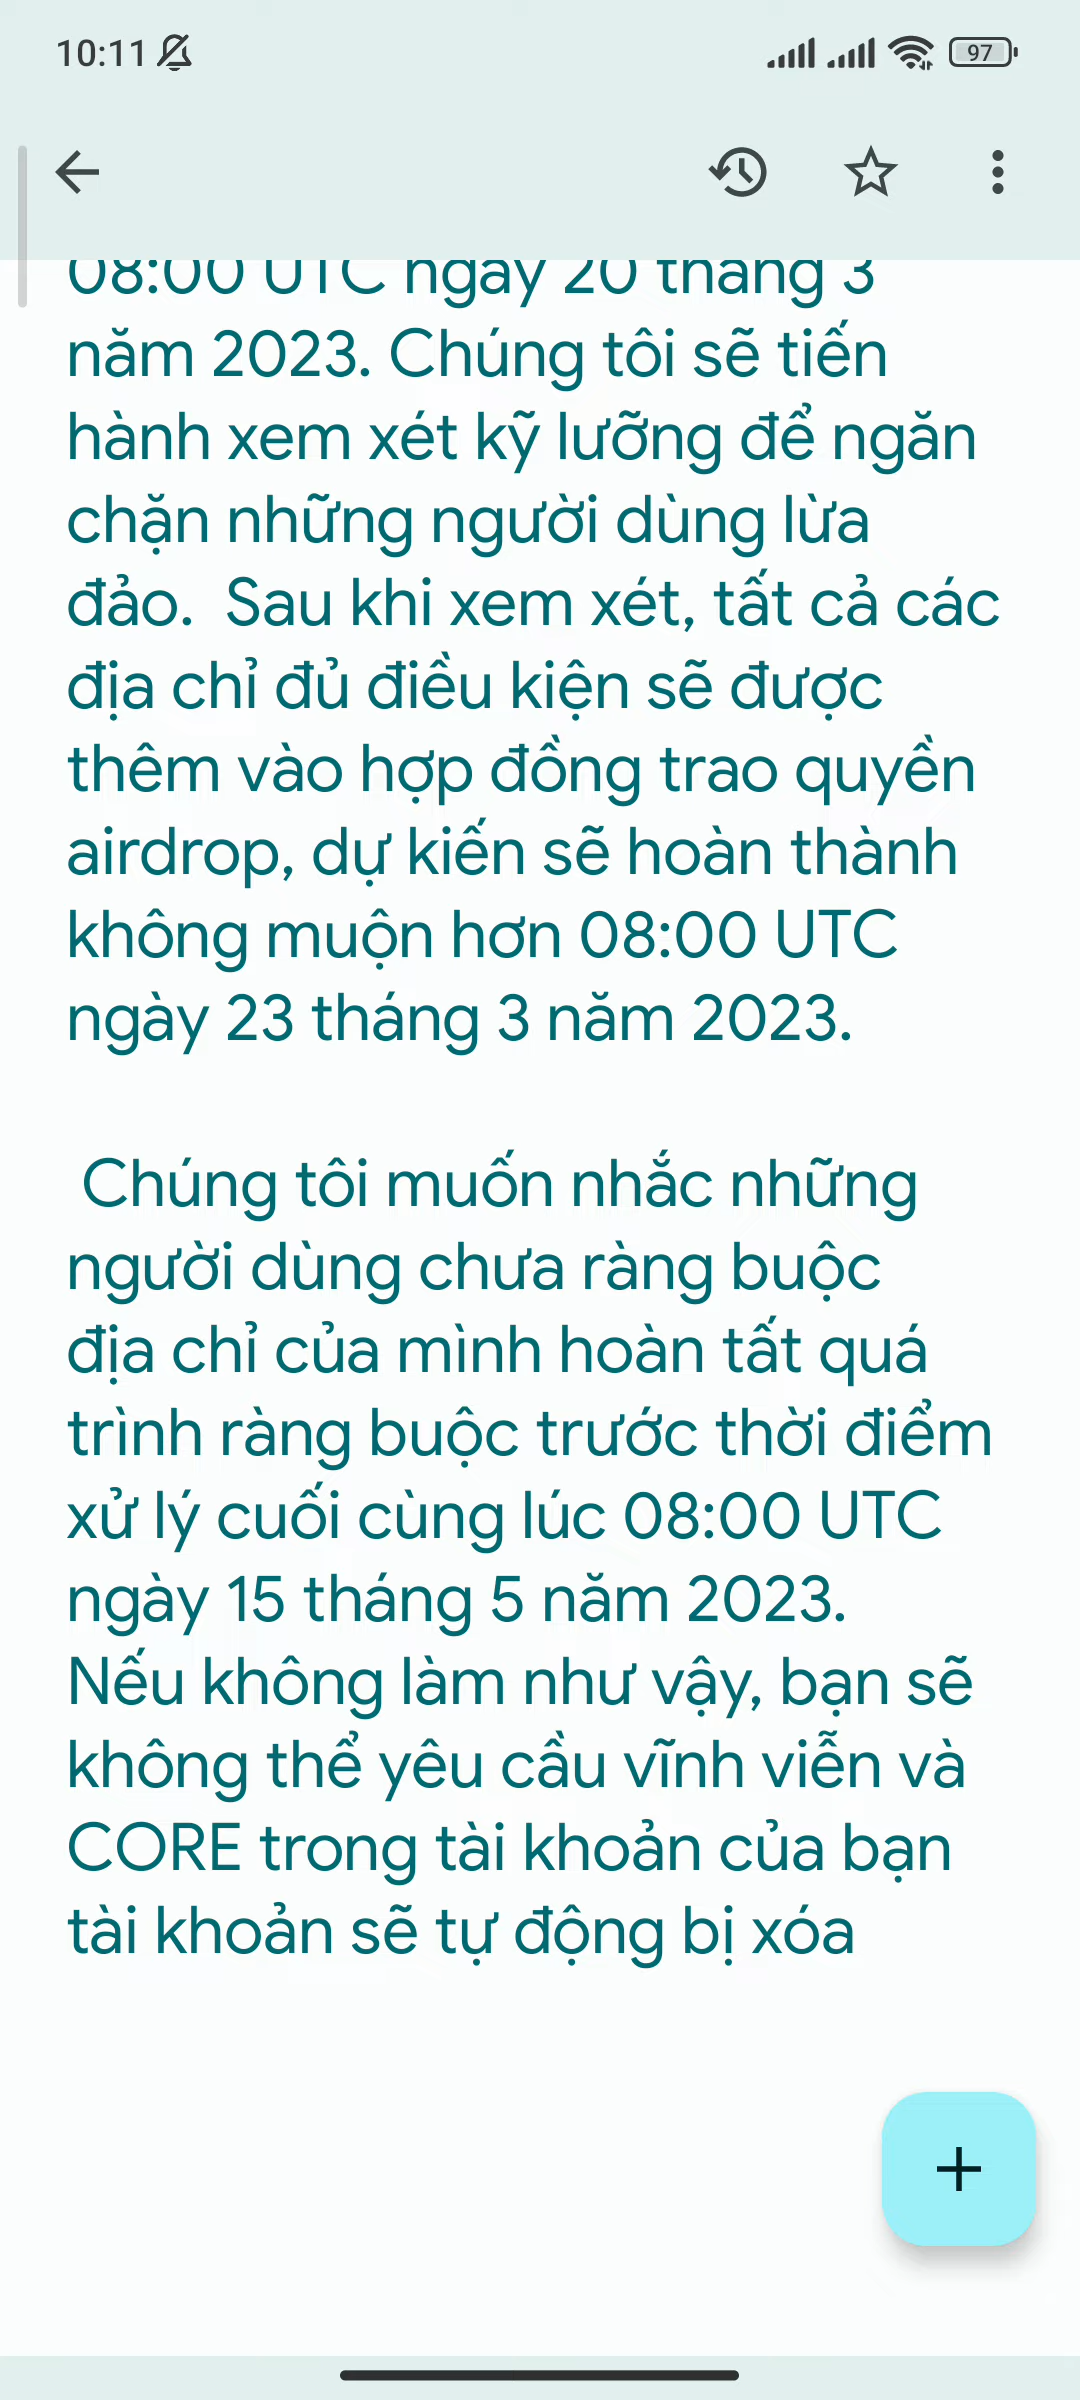 10:11
97
08:00 UTC ngày 20 tháng 3
năm 2023. Chúng tôi sẽ tiến
hành xem xét kỹ lưỡng để ngăn
chặn những người dùng lừa
đảo.  Sau khi xem xét, tất cả các
địa chỉ đủ điều kiện sẽ được
thêm vào hợp đồng trao quyền
airdrop, dự kiến sẽ hoàn thành
không muộn hơn 08:00 UTC
ngày 23 tháng 3 năm 2023.
Chúng tôi muốn nhắc những
người dùng chưa ràng buộc
địa chỉ của mình hoàn tất quá
trình ràng buộc trước thời điểm
xử lý cuối cùng lúc 08:00 UTC
ngày 15 tháng 5 năm 2023.
Nếu không làm như vậy, bạn sẽ
không thể yêu cầu vĩnh viễn và
CORE trong tài khoản của bạn
tài khoản sẽ tự động bị xóa